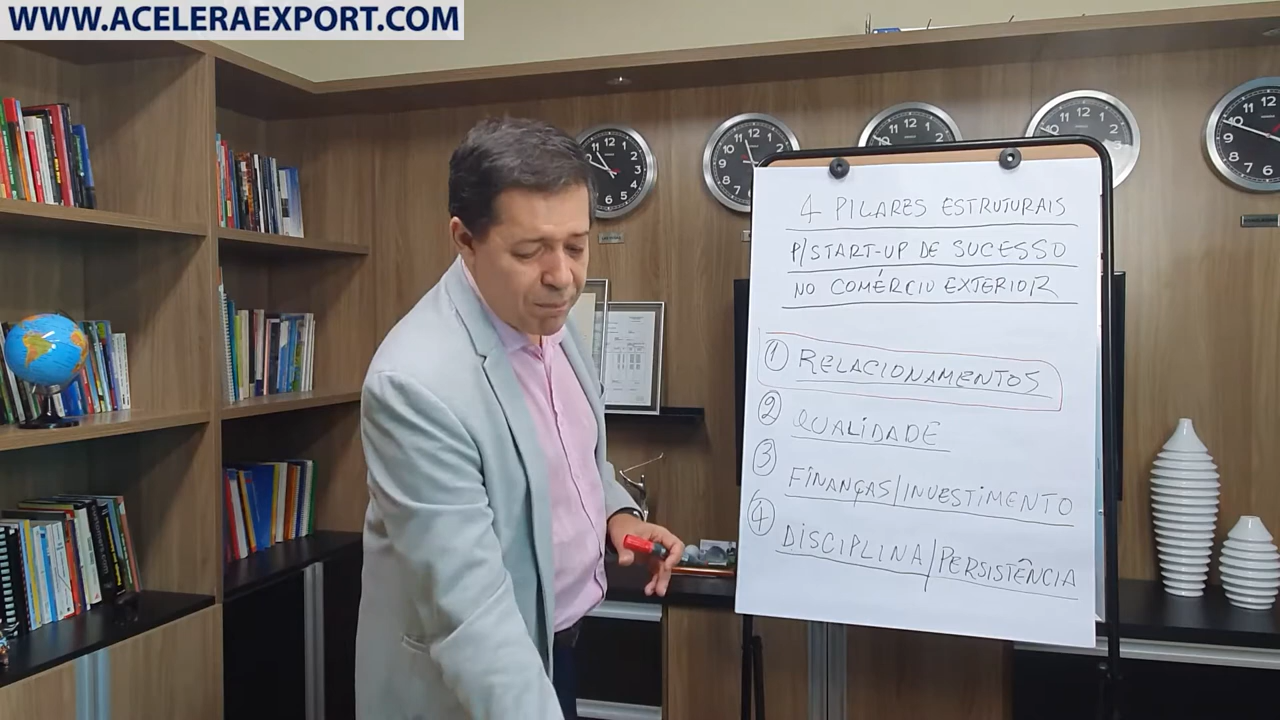 WWW.ACELERAEXPORT.COM
4 PILARES ESTRUTURAIS
P/START-UP DE SUCESSO
NO COMÉRCIO EXTERIOR
1 RELACIONAMENTOS
2 QUALIDADE
3 FINANÇAS/INVESTIMENTO
4 DISCIPLINA/PERSISTÊNCIA